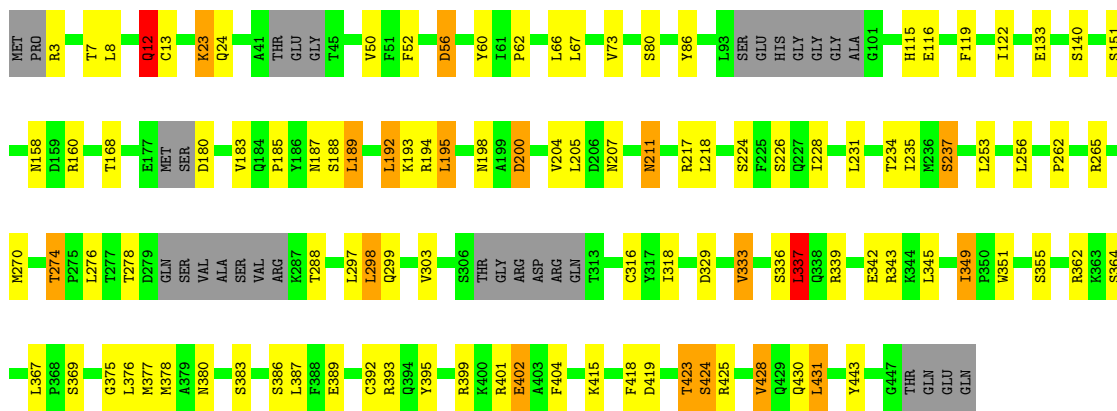 MET PRO R3 T7 L8 Q12 C13 K23 Q24 A41 THR GLU GLY T45 V50 F51 F52 D56 Y60 I61 P62 L66 L67 V73 S80 Y86 L93 SER GLU HIS GLY GLY GLY ALA G101 H115 E116 F119 I122 E133 S140 S151
N158 D159 R160 T168 E177 MET SER D180 V183 Q184 P185 Y186 N187 S188 L189 L192 K193 R194 L195 N198 A199 D200 V204 L205 D206 N207 N211 R217 L218 S224 F225 S226 Q227 I228 L231 T234 T235 M236 S237 L253 L256 P262 R265
M270 T274 P275 L276 T277 T278 D279 GLN SER VAL ALA SER VAL ARG K287 T288 L297 L298 Q299 V303 S306 THR GLY ARG ASP ARG GLN T313 C316 Y317 I318 D329 V333 S336 L337 Q338 R339 E342 R343 K344 L345 I349 P350 W351 S355 R362 K363 S364
L367 P368 S369 G375 L376 M377 M378 A379 N380 S383 S386 L387 F388 E389 C392 R393 Q394 Y395 R399 K400 R401 E402 A403 F404 K415 F418 D419 T423 S424 R425 V428 Q429 Q430 L431 Y443 G447 THR GLN GLU GLN